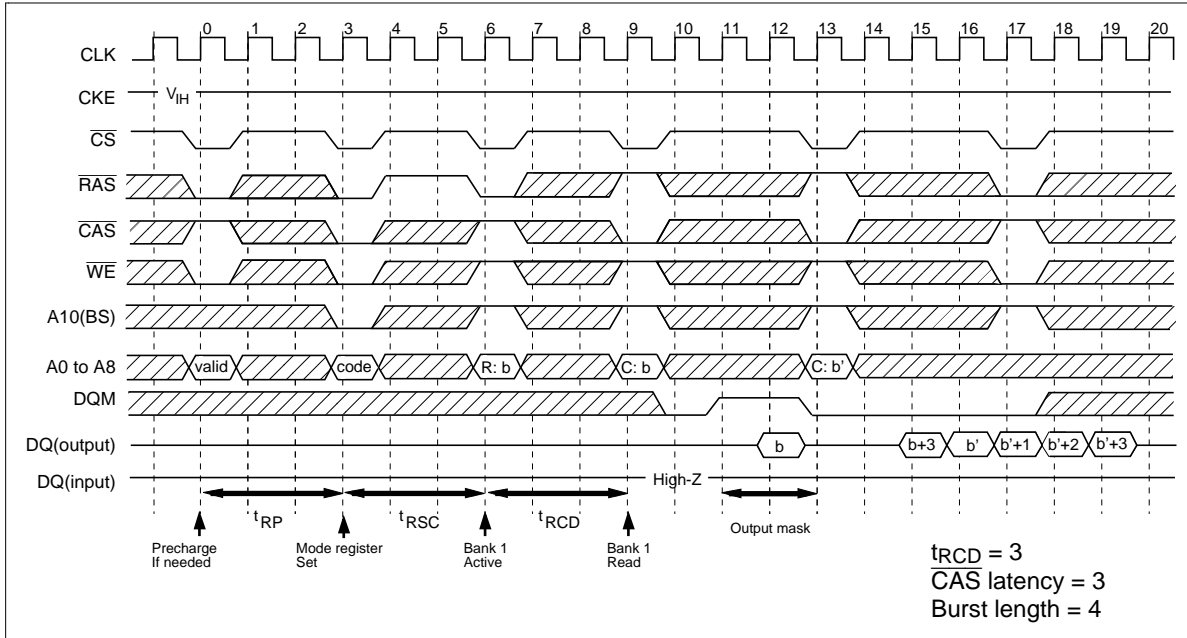 0 1 2 3 4 5 6 7 8 9 10 11 12 13 14 15 16 17 18 19 20
CLK
CKE VIH
CS
RAS
CAS
WE
A10(BS)
A0 to A8 valid code R: b C: b C: b'
DQM
DQ(output) b b+3 b' b'+1 b'+2 b'+3
DQ(input) High-Z
tRP tRSC tRCD Output mask
Precharge
If needed
Mode register
Set
Bank 1
Active
Bank 1
Read
tRCD = 3
CAS latency = 3
Burst length = 4